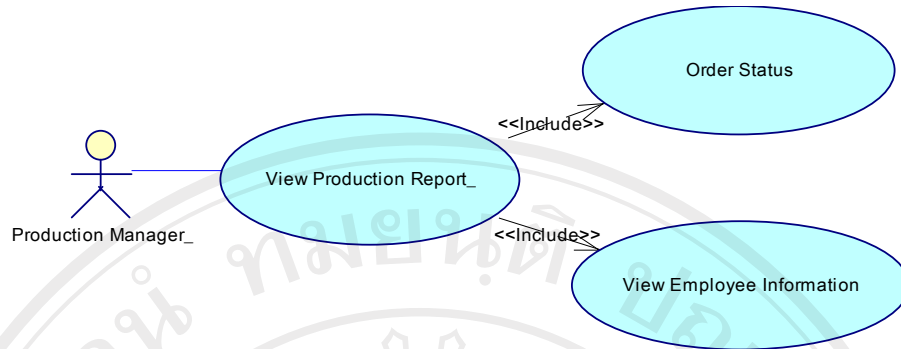 Order Status
<<Include>>
View Production Report_
Production Manager_
<<Include>>
View Employee Information